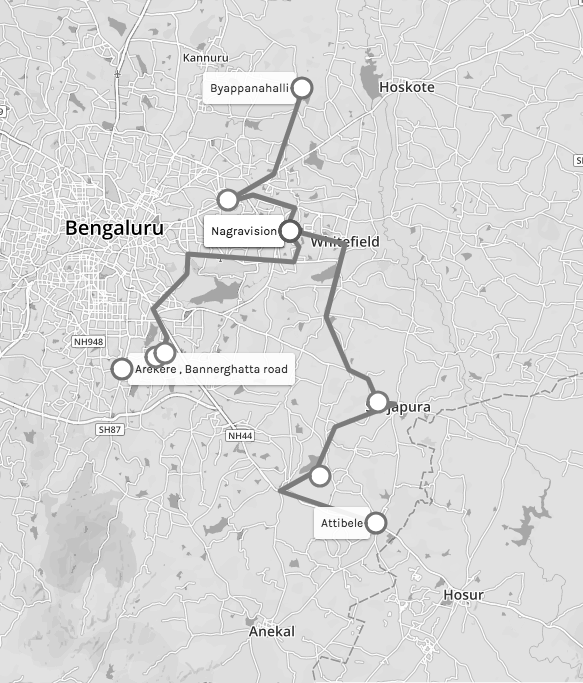 Kannuru
Byappanahalli
Hoskote
Bengaluru
Nagravision
Whitefield
NH948
Arekere , Bannerghatta road
japura
SH87
NH44
Attibele
Hosur
Anekal